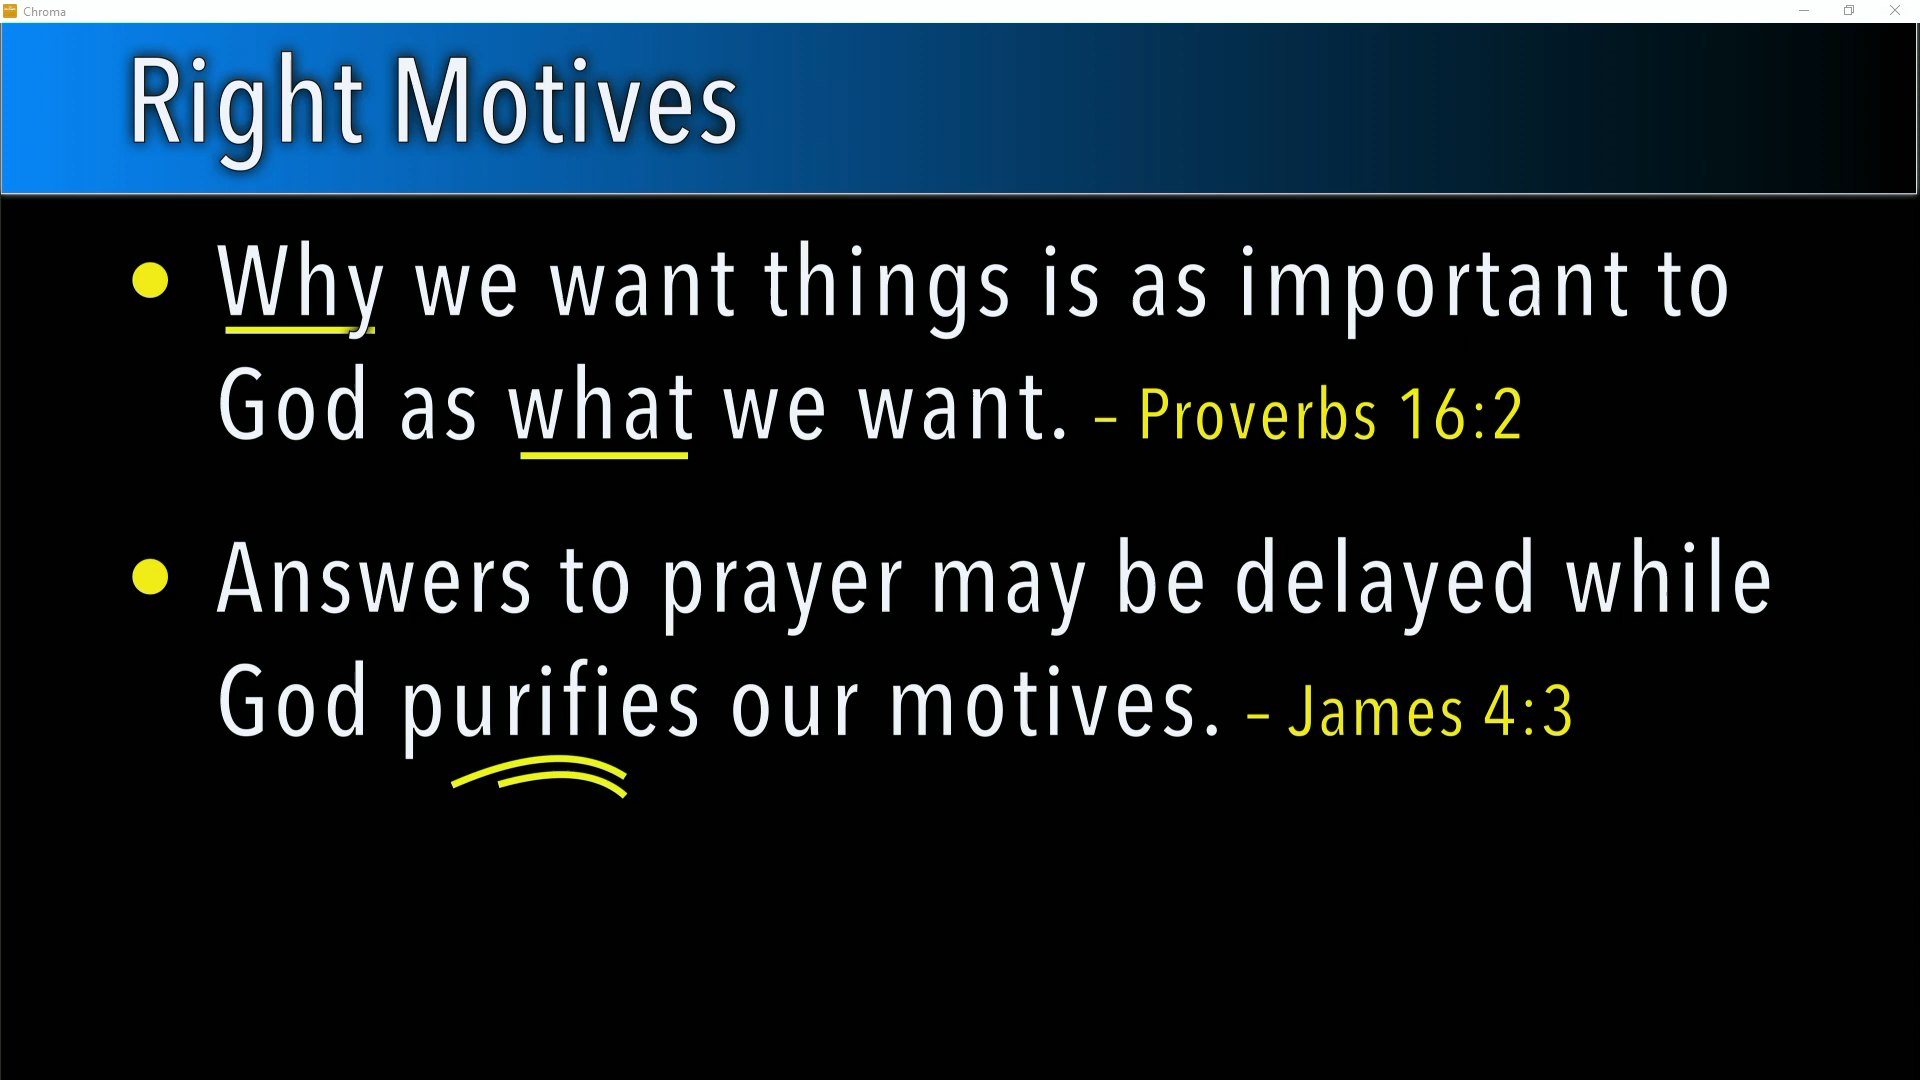 Chroma
Right Motives
• Why we want things is as important to
God as what we want. – Proverbs 16:2
• Answers to prayer may be delayed while
God purifies our motives. – James 4:3